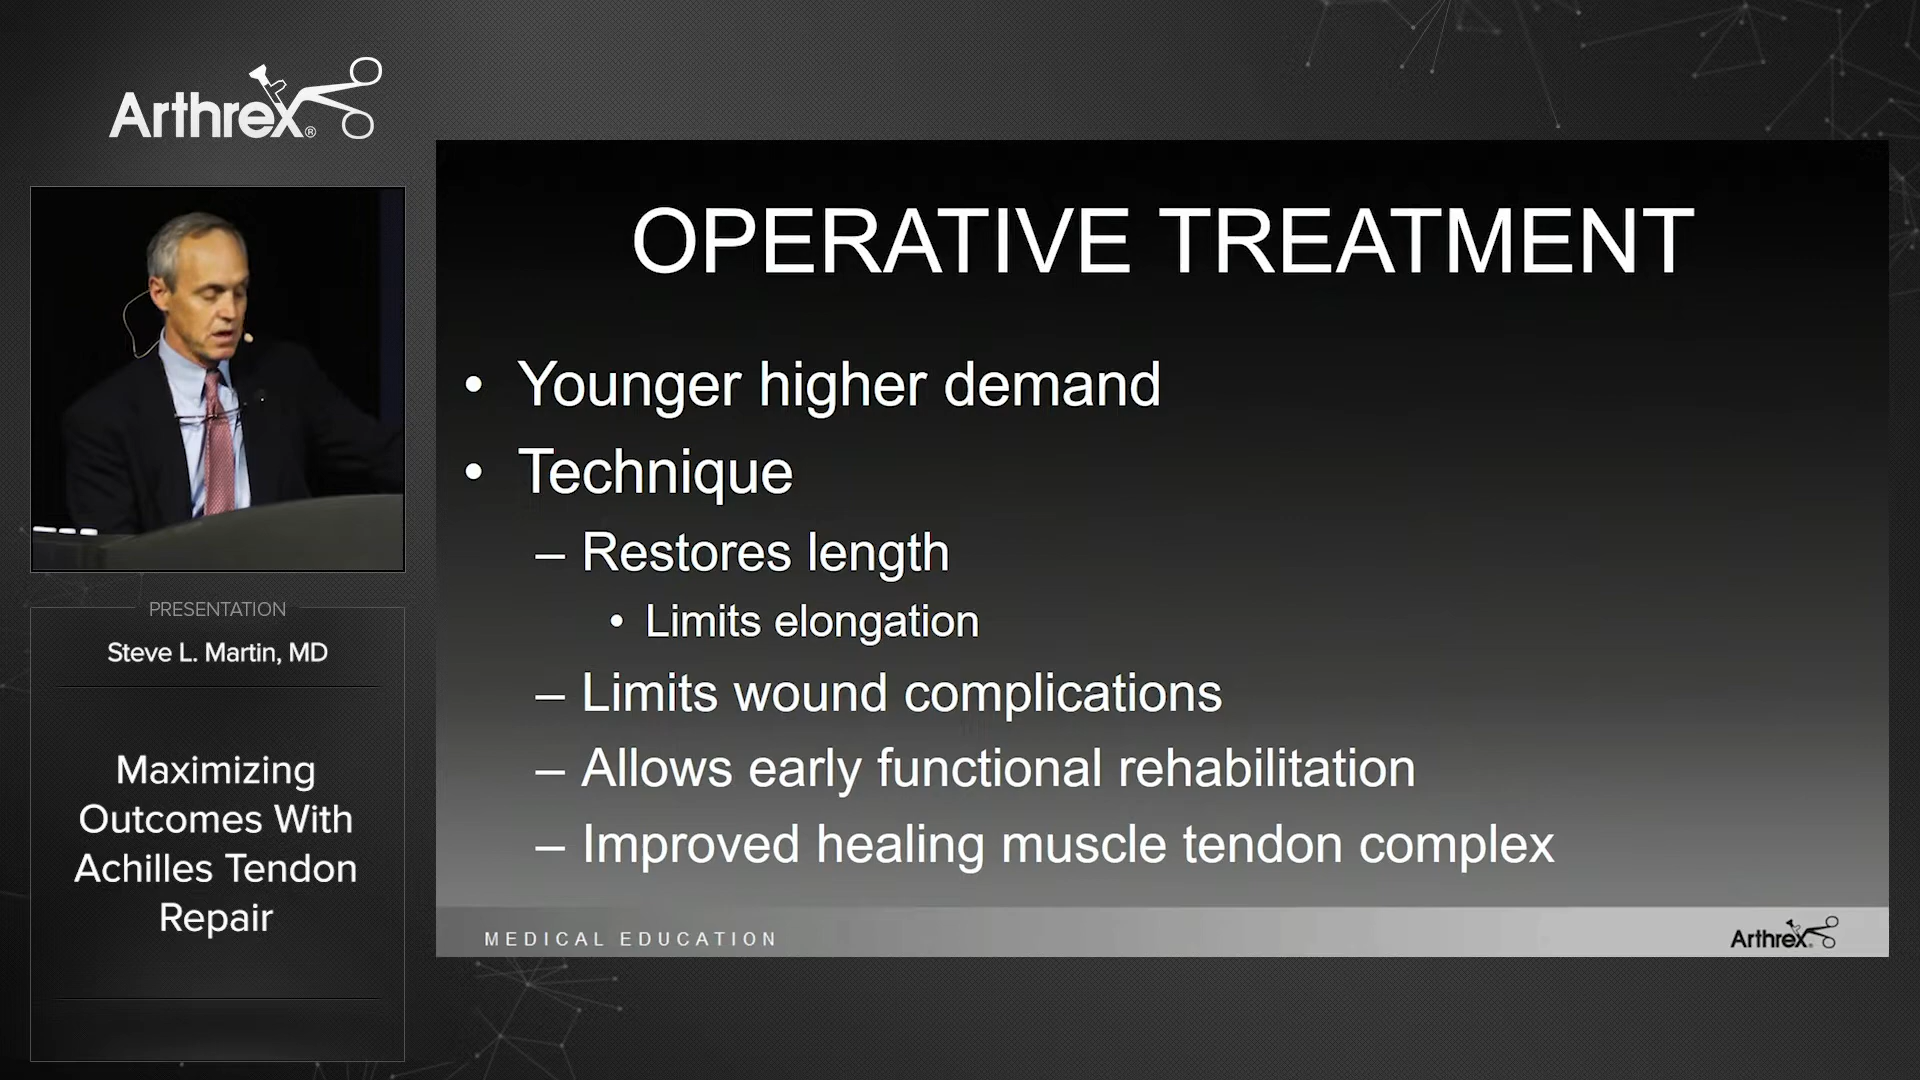 Arthrex®
PRESENTATION
Steve L. Martin, MD
Maximizing
Outcomes With
Achilles Tendon
Repair
OPERATIVE TREATMENT
• Younger higher demand
• Technique
– Restores length
• Limits elongation
– Limits wound complications
– Allows early functional rehabilitation
– Improved healing muscle tendon complex
MEDICAL EDUCATION
Arthrex®